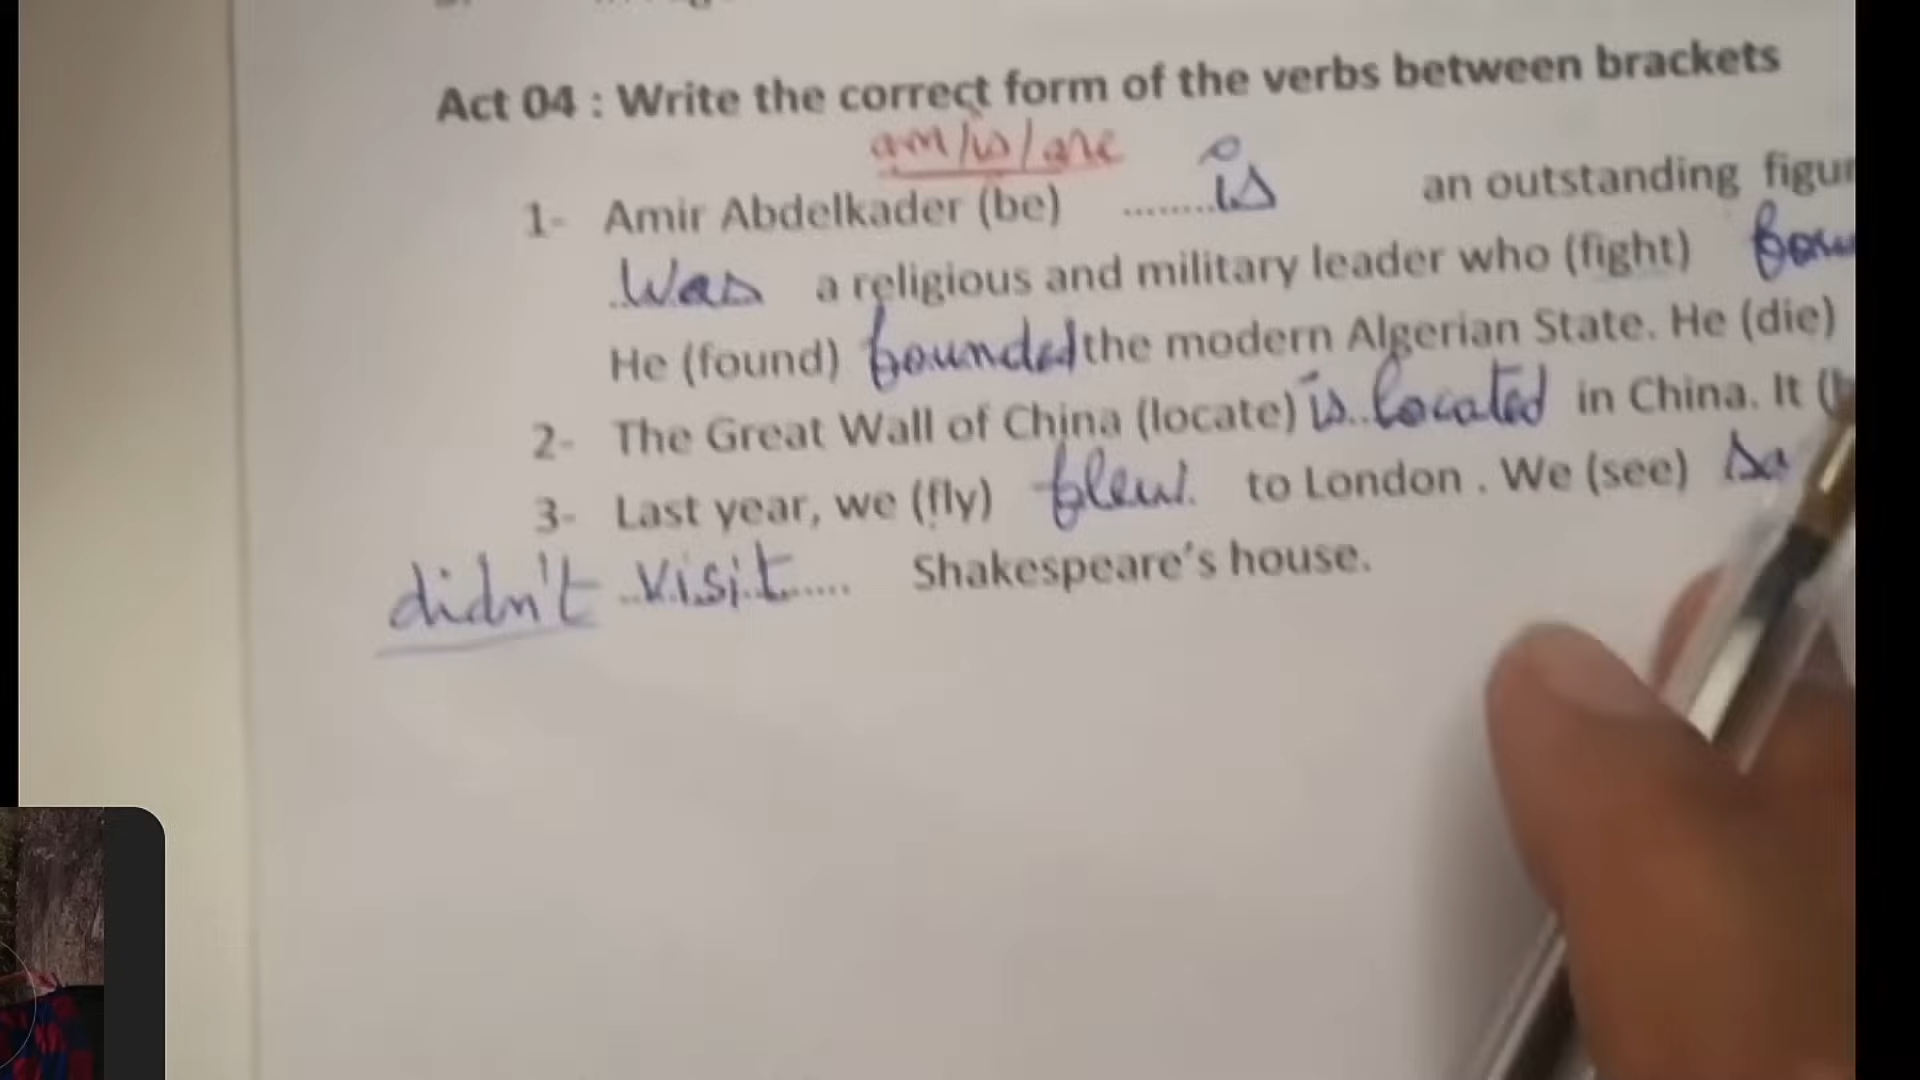 Act 04 : Write the correct form of the verbs between brackets
am/is/are
1- Amir Abdelkader (be) ........is an outstanding
was a religious and military leader who (fight)
He (found) founded the modern Algerian State. He (die)
2- The Great Wall of China (locate) is located in China. It
3- Last year, we (fly) flew to London . We (see)
didn't visit..... Shakespeare's house.